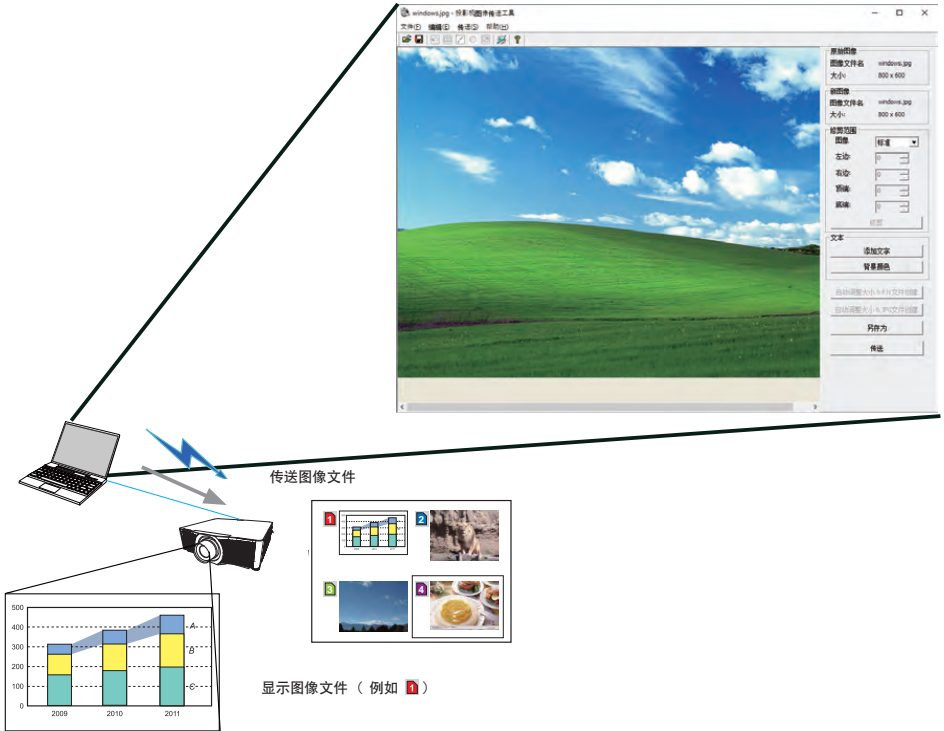 windows.jpg - 投影机图像传送工具
文件(F) 编辑(E) 传送(S) 帮助(H)
原始图像
图像文件名 windows.jpg
大小: 800 x 600
新图像
图像文件名 windows.jpg
大小: 800 x 600
绘剪范围
图像 标准
左边: 0
右边: 0
顶端: 0
底端: 0
文本
添加文字
背景颜色
另存为
传送
传送图像文件
1
2
3
4
500
400
300
200
100
0
A
B
C
2009 2010 2011
显示图像文件（ 例如 1 ）